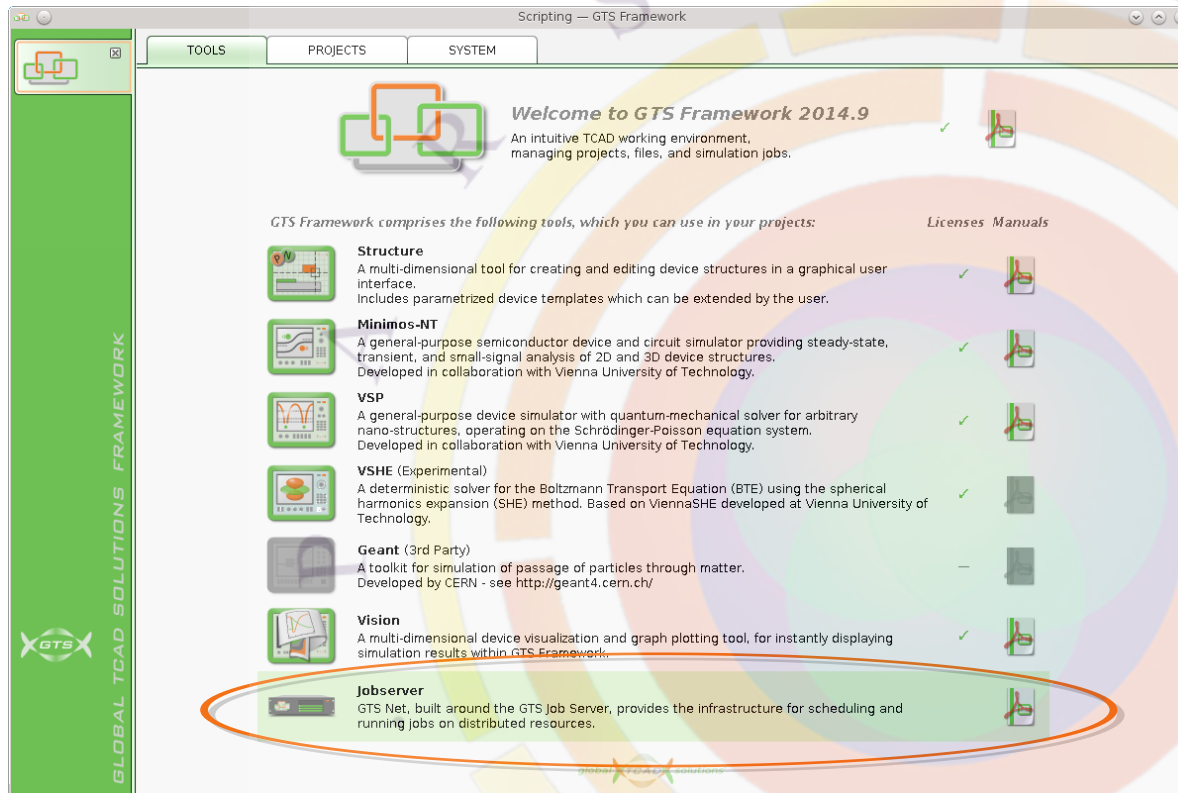 Scripting — GTS Framework
TOOLS
PROJECTS
SYSTEM
Welcome to GTS Framework 2014.9
An intuitive TCAD working environment,
managing projects, files, and simulation jobs.
GTS Framework comprises the following tools, which you can use in your projects:
Licenses Manuals
Structure
A multi-dimensional tool for creating and editing device structures in a graphical user
interface.
Includes parametrized device templates which can be extended by the user.
Minimos-NT
A general-purpose semiconductor device and circuit simulator providing steady-state,
transient, and small-signal analysis of 2D and 3D device structures.
Developed in collaboration with Vienna University of Technology.
VSP
A general-purpose device simulator with quantum-mechanical solver for arbitrary
nano-structures, operating on the Schrödinger-Poisson equation system.
Developed in collaboration with Vienna University of Technology.
VSHE (Experimental)
A deterministic solver for the Boltzmann Transport Equation (BTE) using the spherical
harmonics expansion (SHE) method. Based on ViennaSHE developed at Vienna University of
Technology.
Geant (3rd Party)
A toolkit for simulation of passage of particles through matter.
Developed by CERN - see http://geant4.cern.ch/
Vision
A multi-dimensional device visualization and graph plotting tool, for instantly displaying
simulation results within GTS Framework.
Jobserver
GTS Net, built around the GTS Job Server, provides the infrastructure for scheduling and
running jobs on distributed resources.
global TCAD solutions
GTS
GLOBAL TCAD SOLUTIONS FRAMEWORK